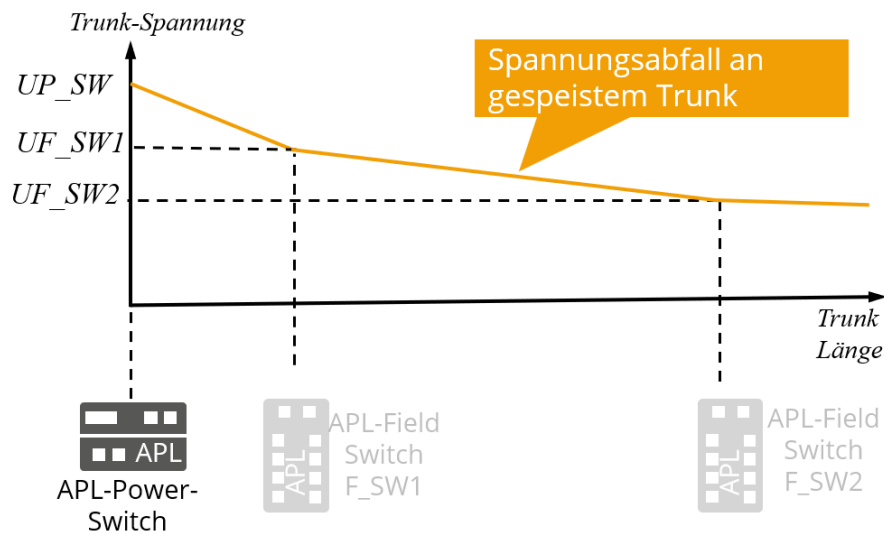 Trunk-Spannung
Spannungsabfall an
gespeistem Trunk
UP_SW
UF_SW1
UF_SW2
Trunk
Länge
APL
APL-Power-
Switch
APL
APL-Field
Switch
F_SW1
APL
APL-Field
Switch
F_SW2